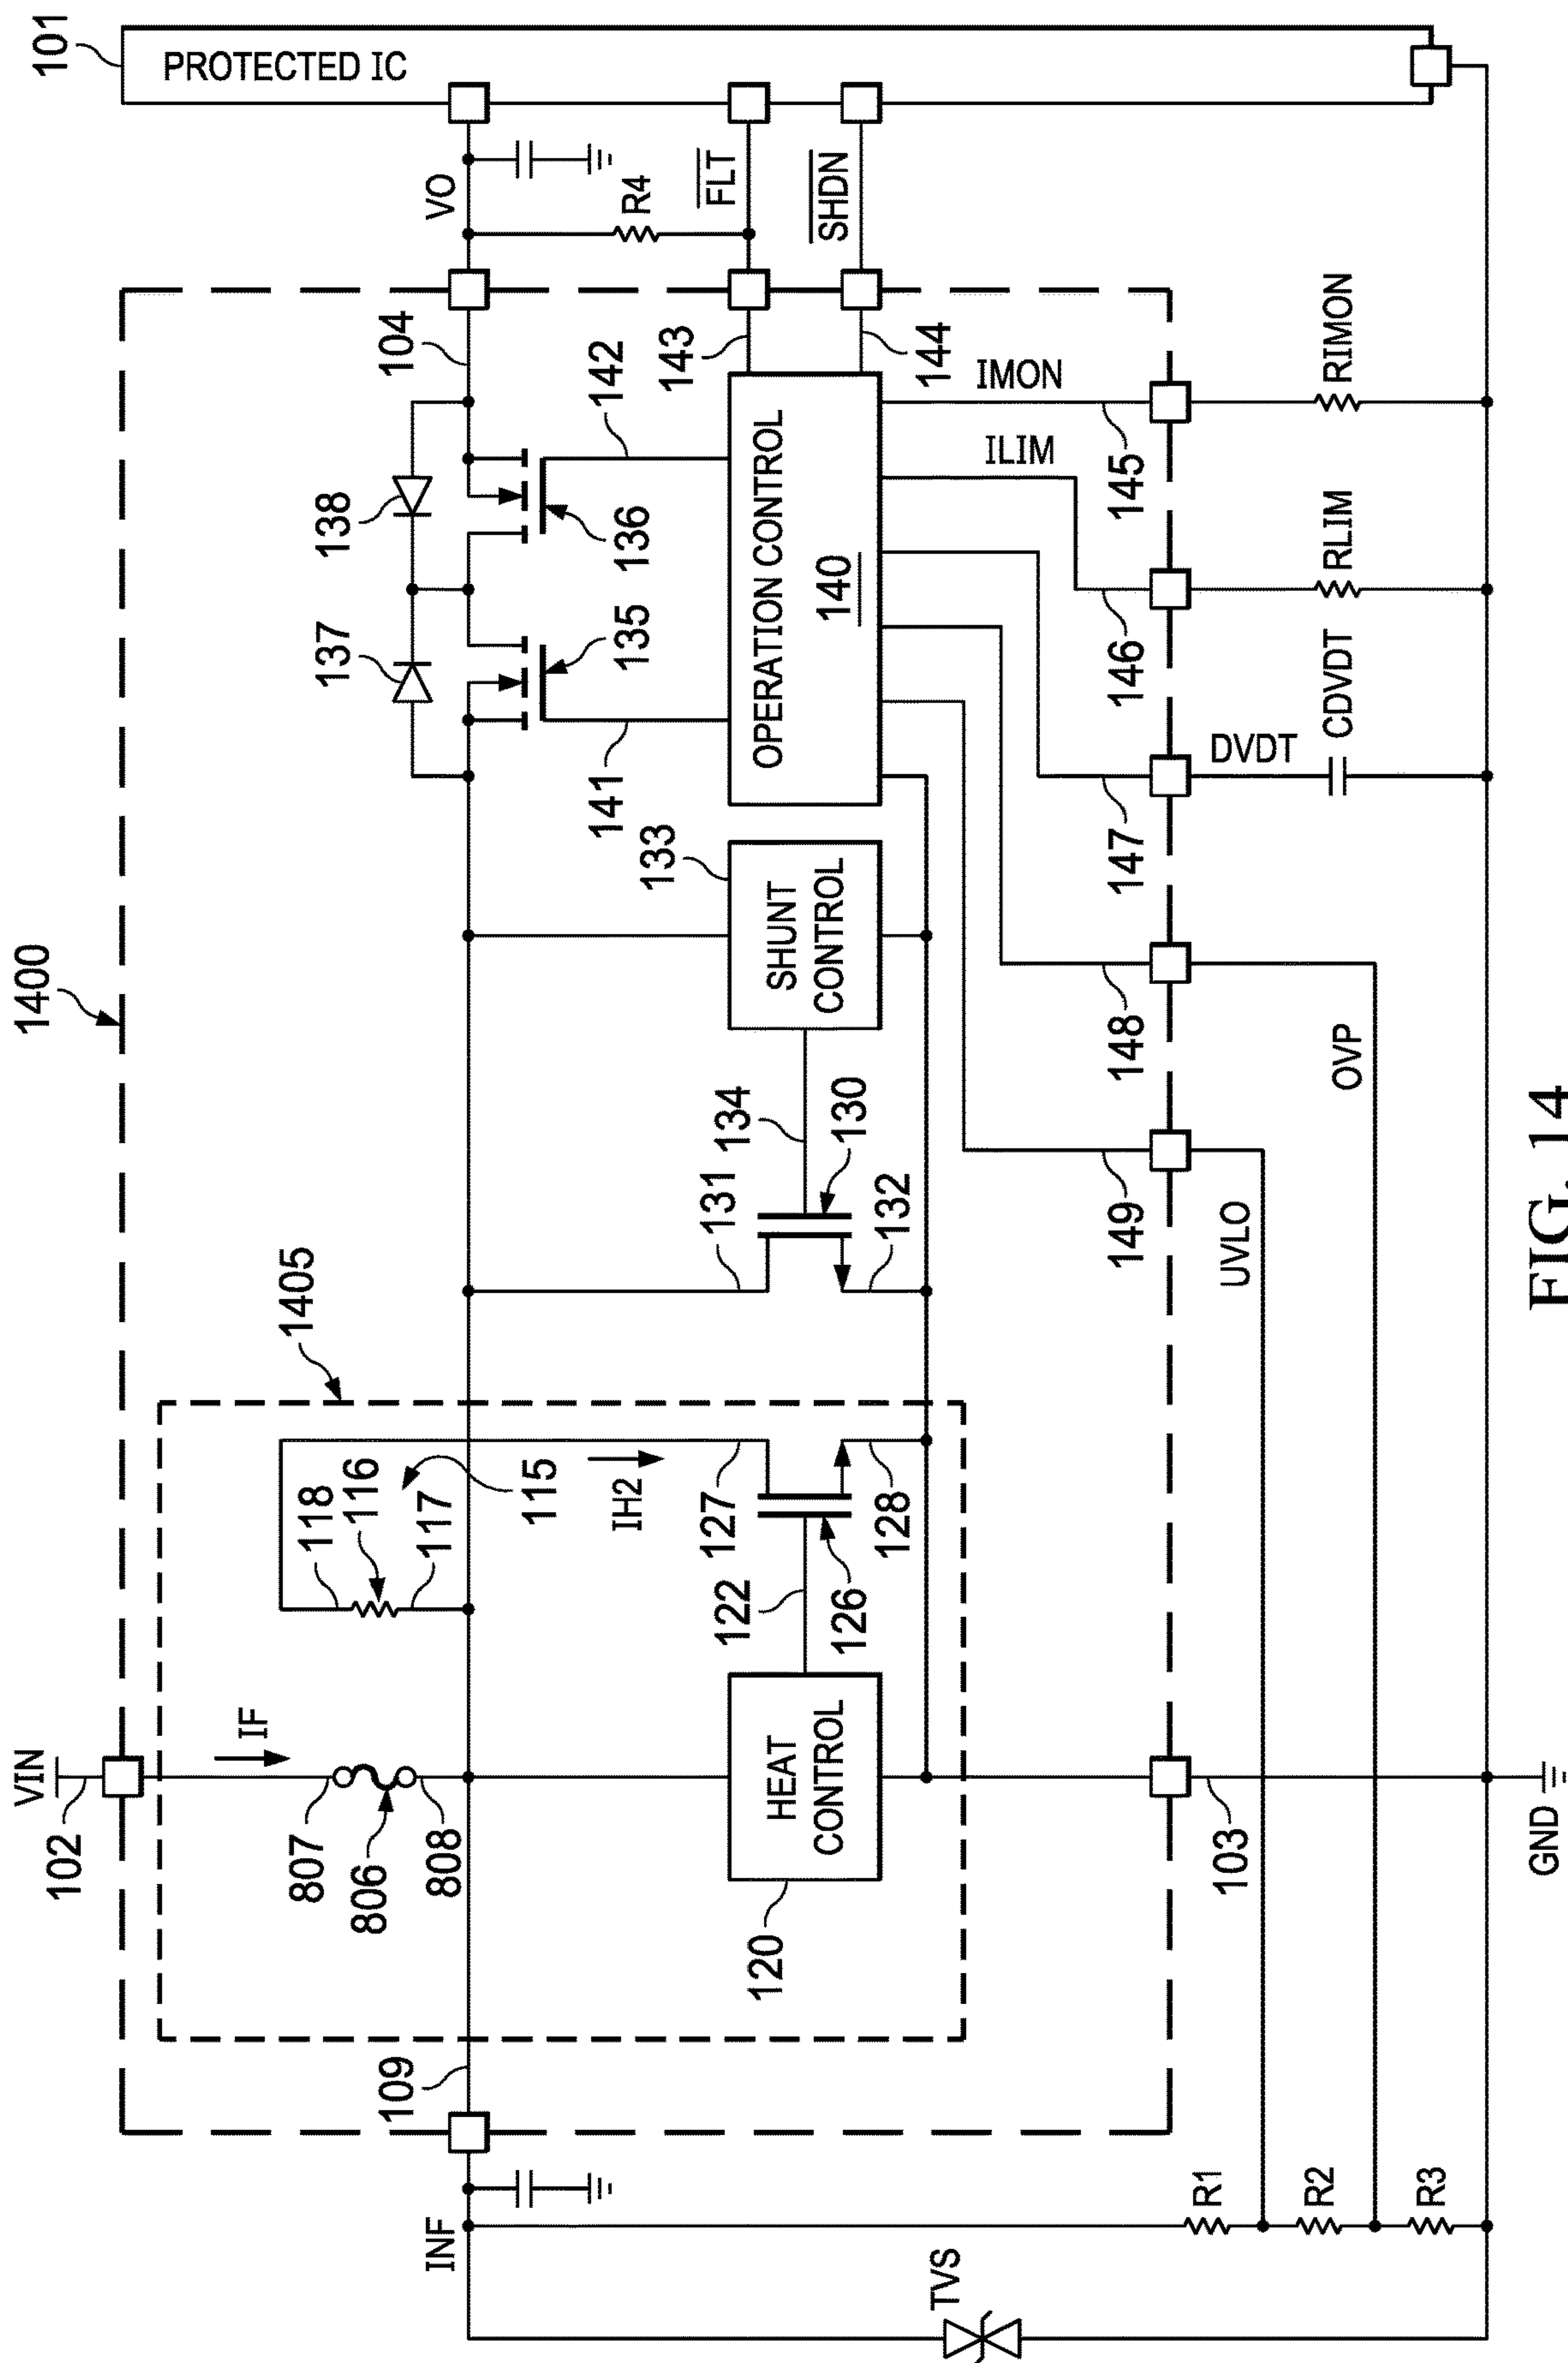 1400
VIN
102
IF
807
806
808
109
INF
118
116
117
115
1405
IH2
127
122
126
128
HEAT
CONTROL
120
131
134
130
132
133
SHUNT
CONTROL
137
138
135
136
141
142
OPERATION CONTROL
140
104
143
144
VO
R4
FLT
SHDN
101
PROTECTED IC
IMON
145
ILIM
146
147
148
149
RIMON
RLIM
DVDT
CDVDT
OVP
UVLO
103
GND
R1
R2
R3
TVS
FIG. 14